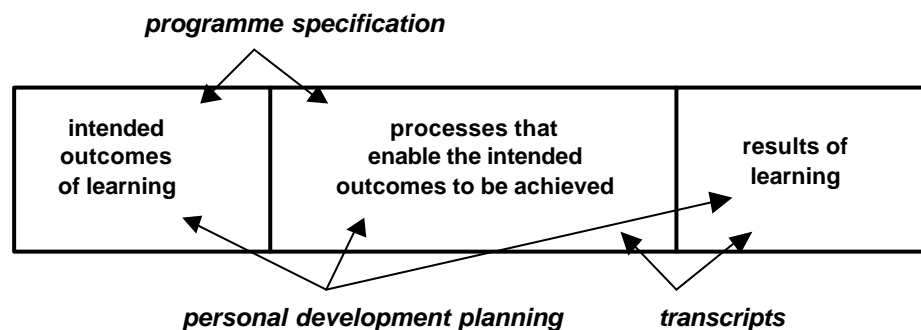 programme specification
intended
outcomes
of learning
processes that
enable the intended
outcomes to be achieved
results of
learning
personal development planning
transcripts